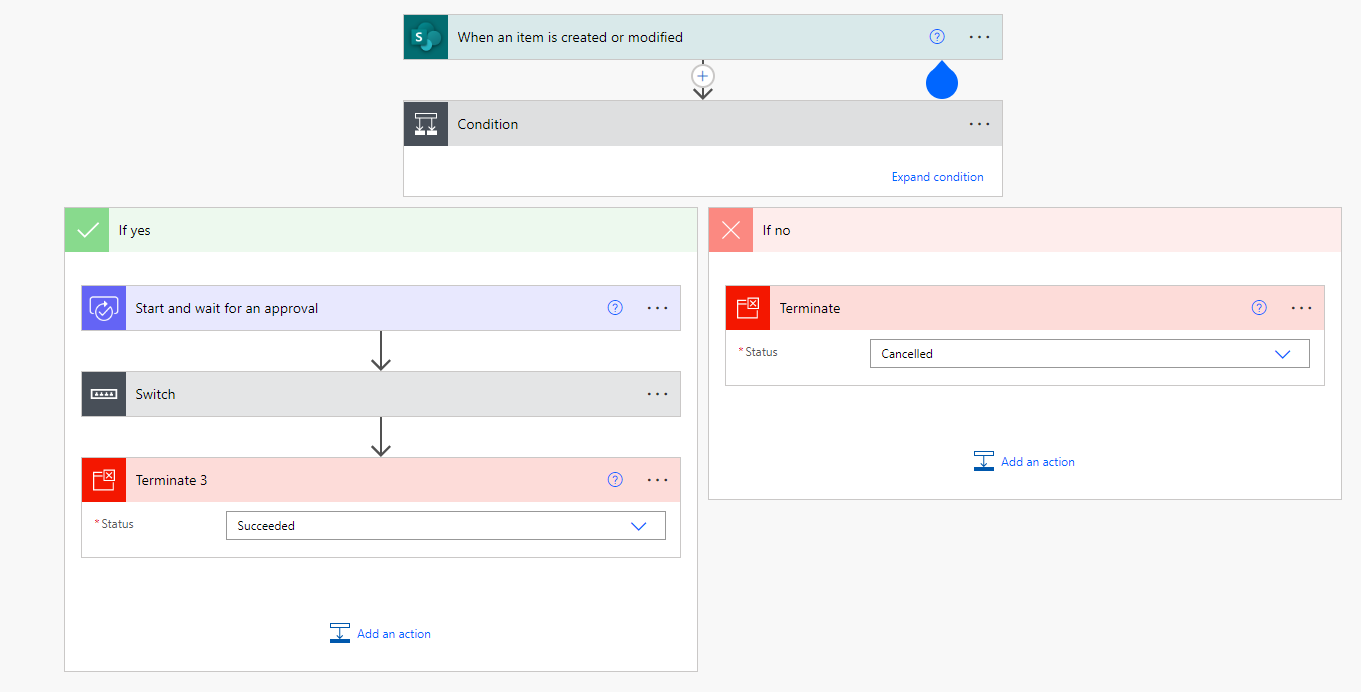 When an item is created or modified
Condition
Expand condition
If yes
Start and wait for an approval
Switch
Terminate 3
*Status
Succeeded
Add an action
If no
Terminate
*Status
Cancelled
Add an action